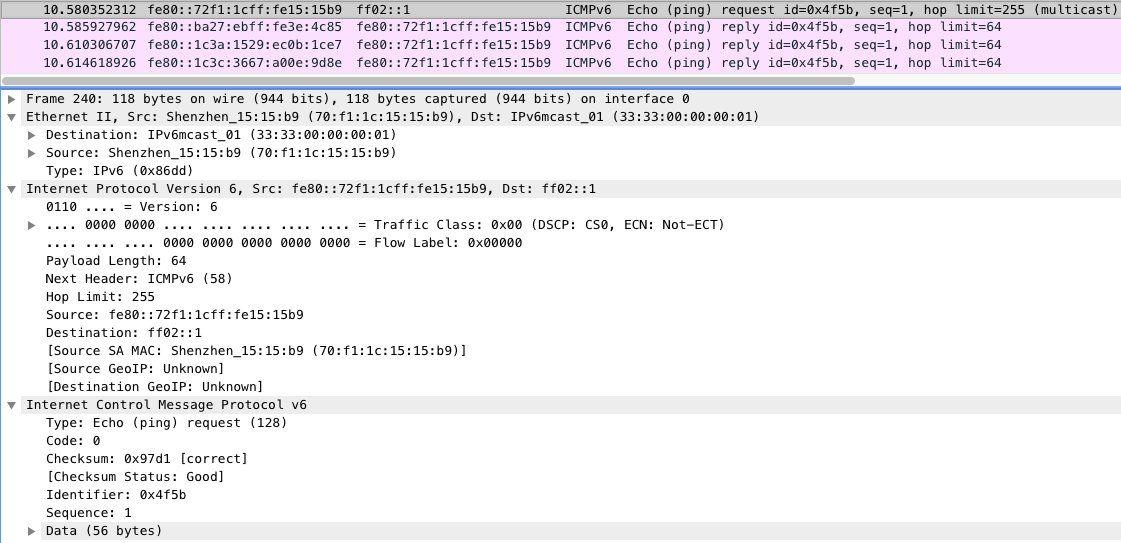 10.580352312 fe80::72f1:1cff:fe15:15b9 ff02::1 ICMPv6 Echo (ping) request id=0x4f5b, seq=1, hop limit=255 (multicast)
10.585927962 fe80::ba27:ebff:fe3e:4c85 fe80::72f1:1cff:fe15:15b9 ICMPv6 Echo (ping) reply id=0x4f5b, seq=1, hop limit=64
10.610306707 fe80::1c3a:1529:ec0b:1ce7 fe80::72f1:1cff:fe15:15b9 ICMPv6 Echo (ping) reply id=0x4f5b, seq=1, hop limit=64
10.614618926 fe80::1c3c:3667:a00e:9d8e fe80::72f1:1cff:fe15:15b9 ICMPv6 Echo (ping) reply id=0x4f5b, seq=1, hop limit=64
Frame 240: 118 bytes on wire (944 bits), 118 bytes captured (944 bits) on interface 0
Ethernet II, Src: Shenzhen_15:15:b9 (70:f1:1c:15:15:b9), Dst: IPv6mcast_01 (33:33:00:00:00:01)
Destination: IPv6mcast_01 (33:33:00:00:00:01)
Source: Shenzhen_15:15:b9 (70:f1:1c:15:15:b9)
Type: IPv6 (0x86dd)
Internet Protocol Version 6, Src: fe80::72f1:1cff:fe15:15b9, Dst: ff02::1
0110 .... = Version: 6
.... 0000 0000 .... .... .... .... .... = Traffic Class: 0x00 (DSCP: CS0, ECN: Not-ECT)
.... .... .... 0000 0000 0000 0000 0000 = Flow Label: 0x00000
Payload Length: 64
Next Header: ICMPv6 (58)
Hop Limit: 255
Source: fe80::72f1:1cff:fe15:15b9
Destination: ff02::1
[Source SA MAC: Shenzhen_15:15:b9 (70:f1:1c:15:15:b9)]
[Source GeoIP: Unknown]
[Destination GeoIP: Unknown]
Internet Control Message Protocol v6
Type: Echo (ping) request (128)
Code: 0
Checksum: 0x97d1 [correct]
[Checksum Status: Good]
Identifier: 0x4f5b
Sequence: 1
Data (56 bytes)